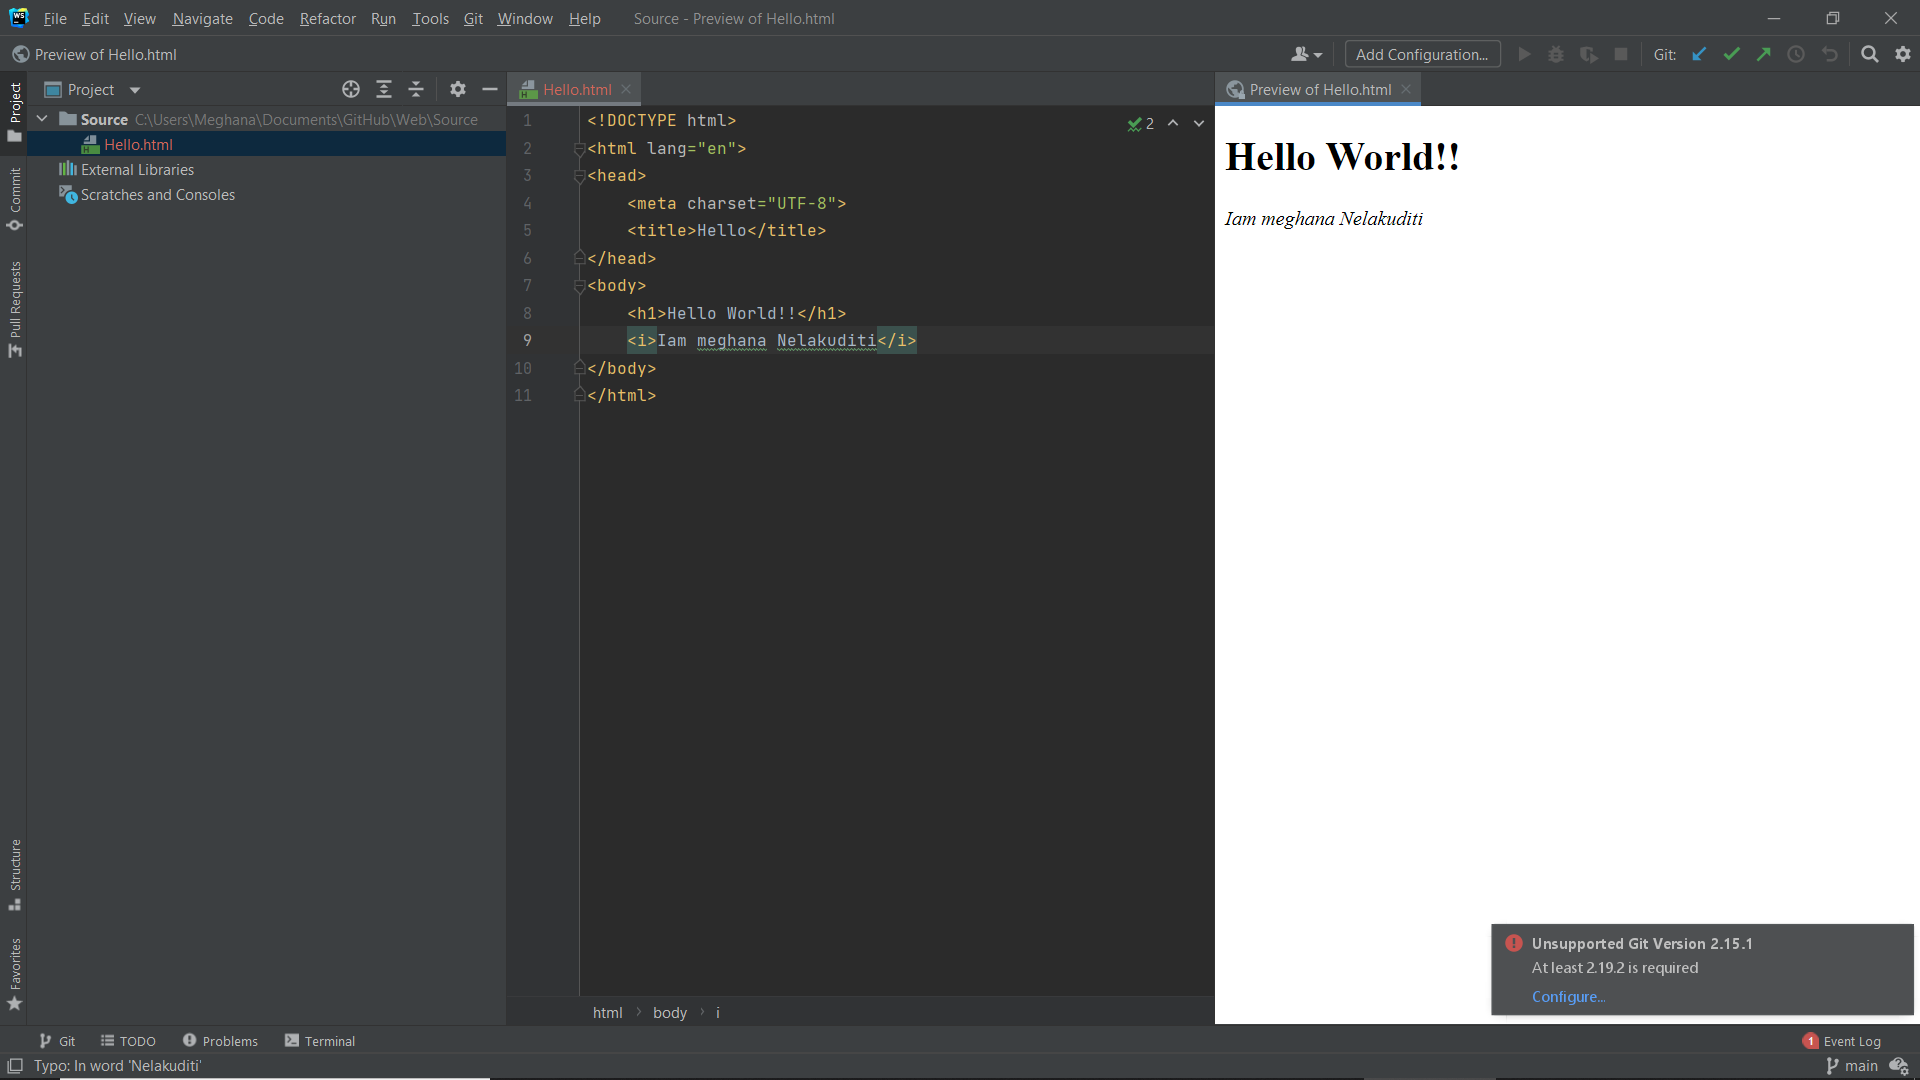 WS File Edit View Navigate Code Refactor Run Tools Git Window Help Source - Preview of Hello.html
Preview of Hello.html Add Configuration... Git:
Project
Source C:\Users\Meghana\Documents\GitHub\Web\Source
Hello.html
External Libraries
Scratches and Consoles
Project
Commit
Pull Requests
Structure
Favorites
Hello.html
2
1 <!DOCTYPE html>
2 <html lang="en">
3 <head>
4 <meta charset="UTF-8">
5 <title>Hello</title>
6 </head>
7 <body>
8 <h1>Hello World!!</h1>
9 <i>Iam meghana Nelakuditi</i>
10 </body>
11 </html>
html › body › i
Preview of Hello.html
Hello World!!
Iam meghana Nelakuditi
Unsupported Git Version 2.15.1
At least 2.19.2 is required
Configure...
Git TODO Problems Terminal 1 Event Log
Typo: In word 'Nelakuditi' main